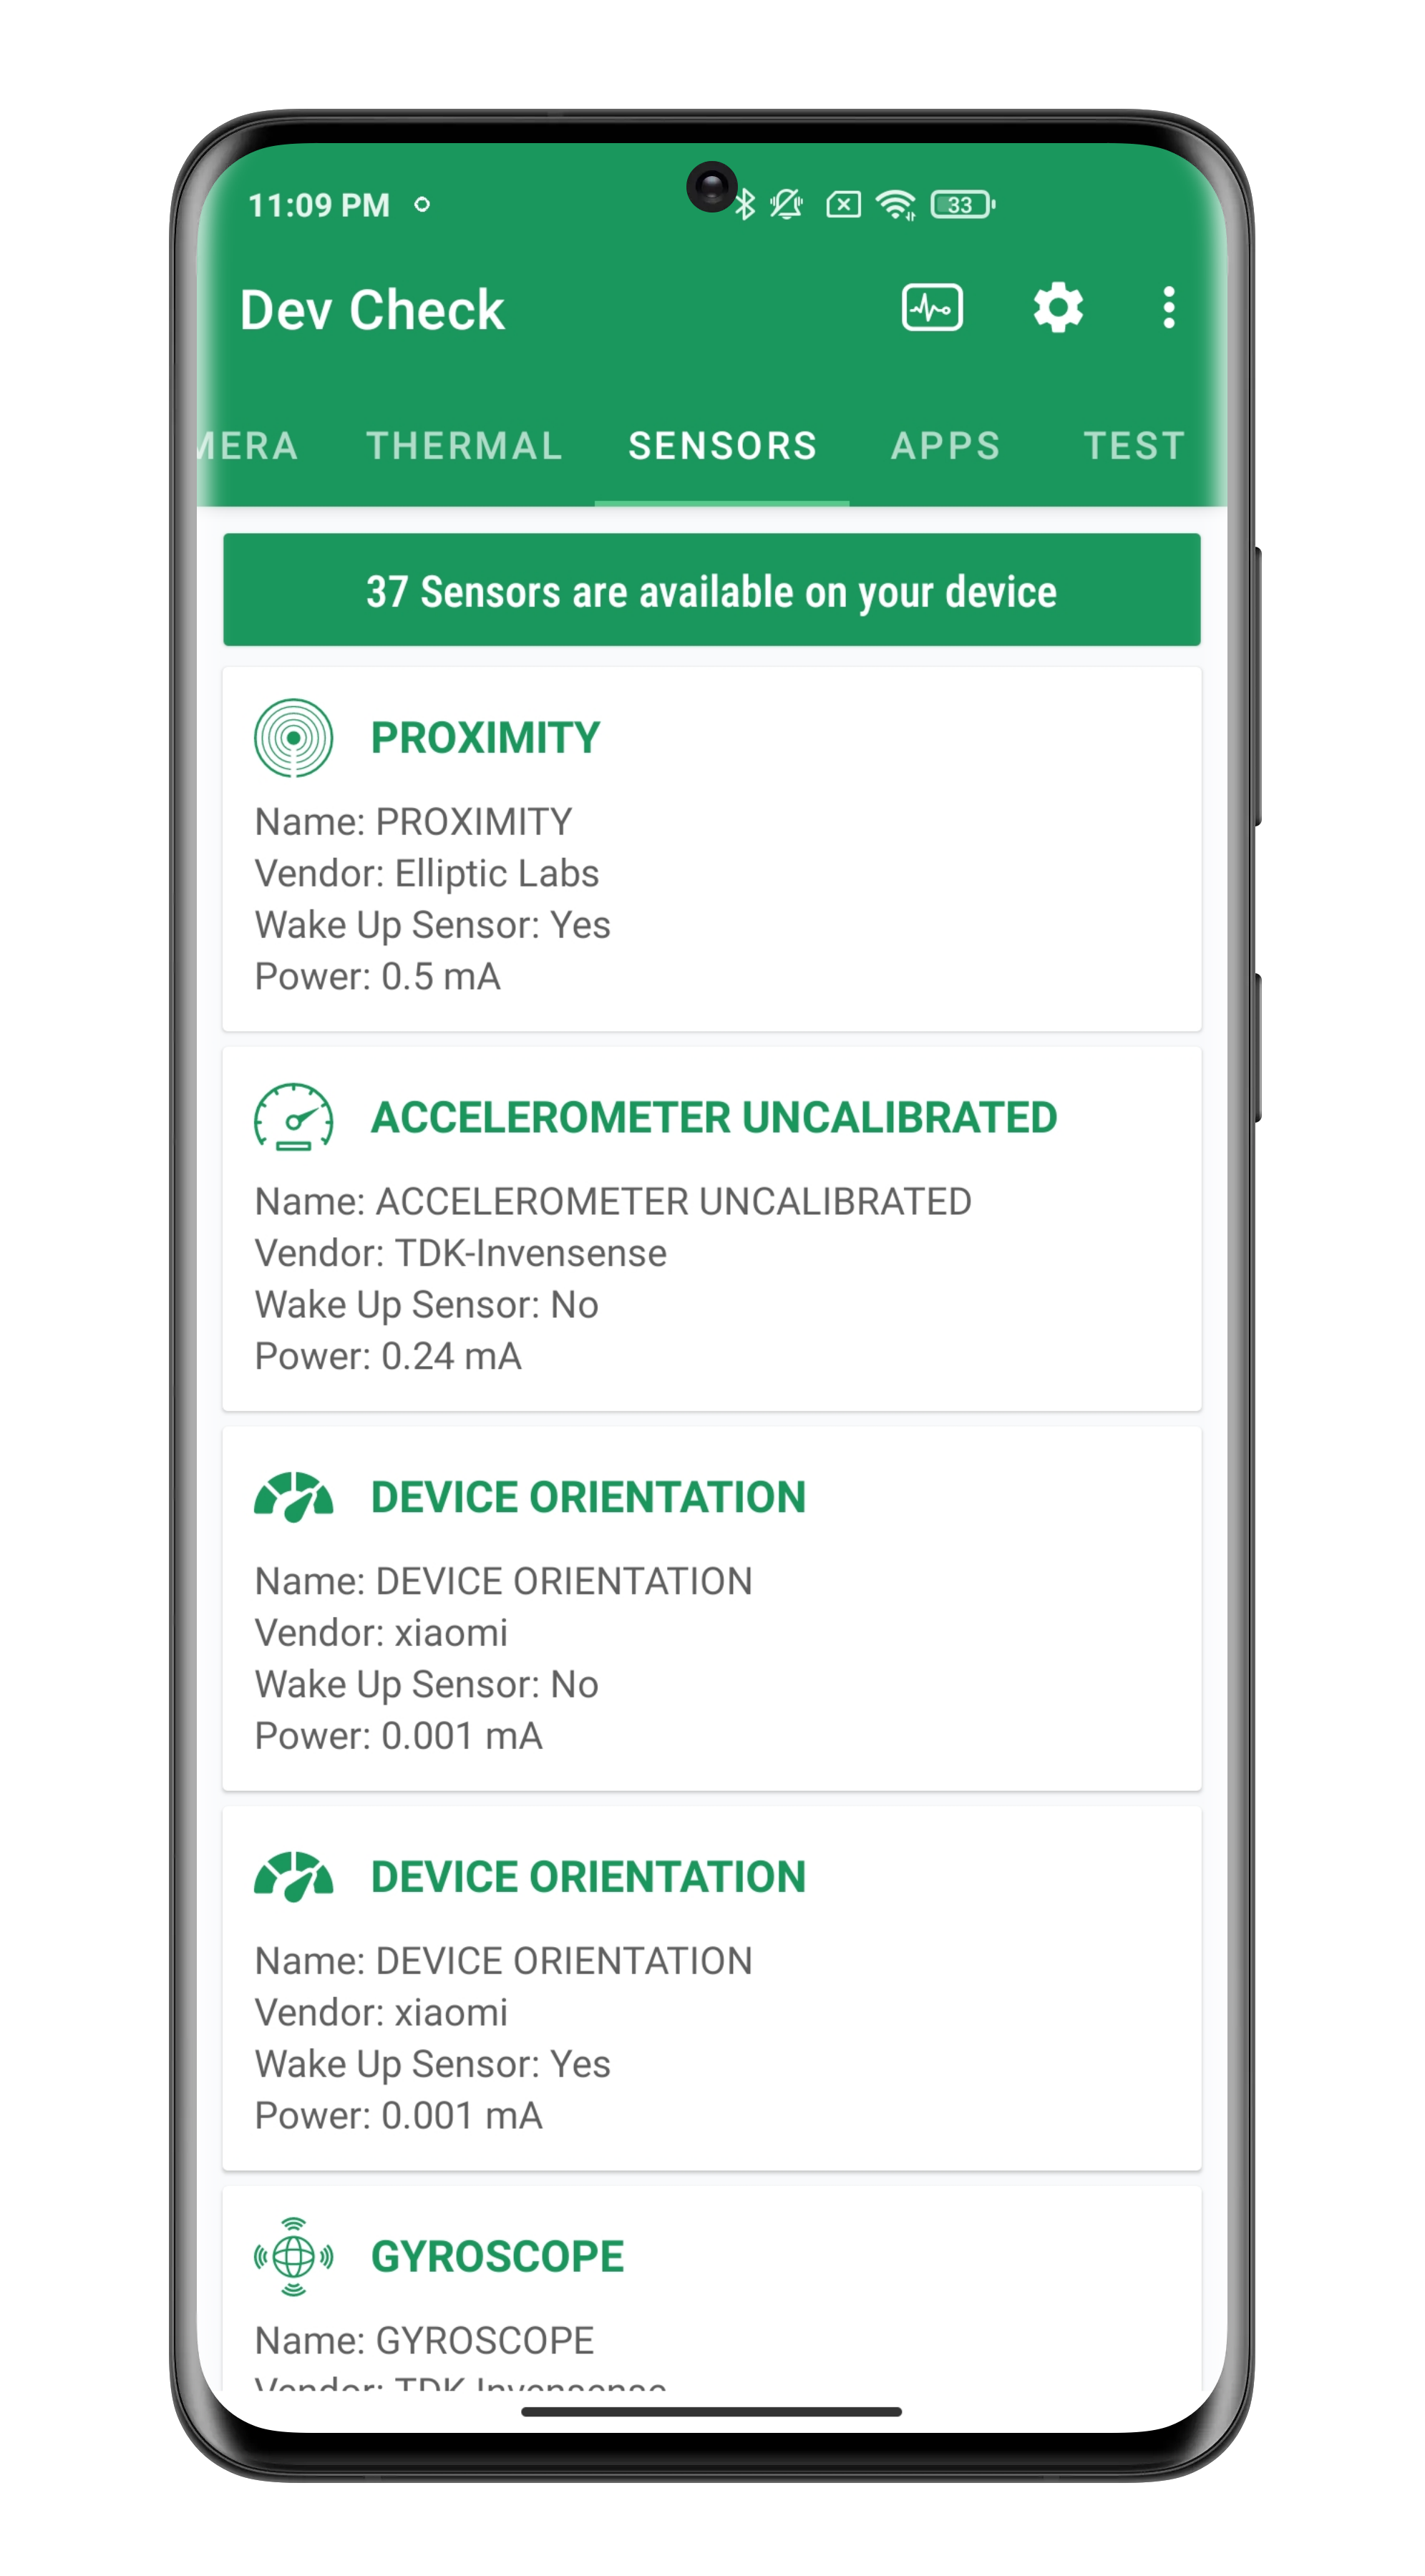 11:09 PM
33
Dev Check
MERA THERMAL SENSORS APPS TEST
37 Sensors are available on your device
PROXIMITY
Name: PROXIMITY
Vendor: Elliptic Labs
Wake Up Sensor: Yes
Power: 0.5 mA
ACCELEROMETER UNCALIBRATED
Name: ACCELEROMETER UNCALIBRATED
Vendor: TDK-Invensense
Wake Up Sensor: No
Power: 0.24 mA
DEVICE ORIENTATION
Name: DEVICE ORIENTATION
Vendor: xiaomi
Wake Up Sensor: No
Power: 0.001 mA
DEVICE ORIENTATION
Name: DEVICE ORIENTATION
Vendor: xiaomi
Wake Up Sensor: Yes
Power: 0.001 mA
GYROSCOPE
Name: GYROSCOPE
Vendor: TDK-Invensense